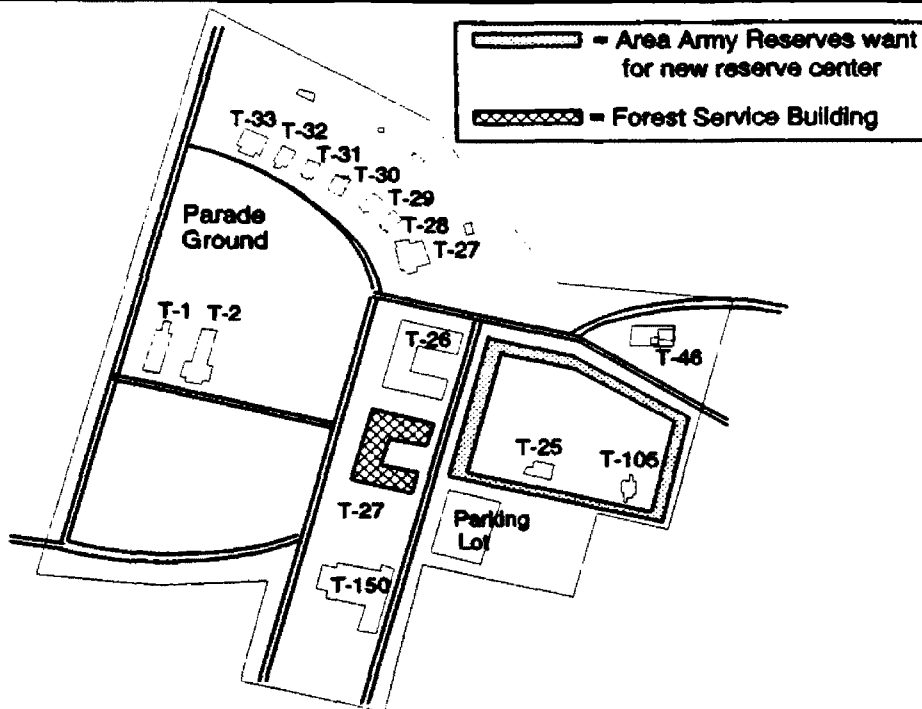 = Area Army Reserves want
for new reserve center
= Forest Service Building
T-33
T-32
T-31
T-30
T-29
T-28
T-27
Parade
Ground
T-1
T-2
T-26
T-46
T-25
T-105
T-27
Parking
Lot
T-150